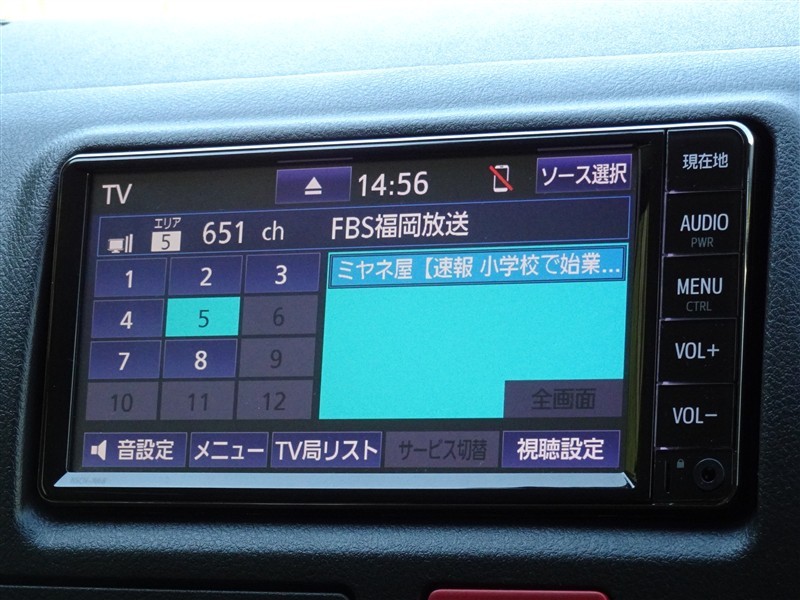 TV
14:56
ソース選択
エリア
5
651 ch
FBS福岡放送
1 2 3
4 5 6
7 8 9
10 11 12
ミヤネ屋【速報 小学校で始業...
全画面
音設定
メニュー
TV局リスト
サービス切替
視聴設定
現在地
AUDIO
PWR
MENU
CTRL
VOL+
VOL-